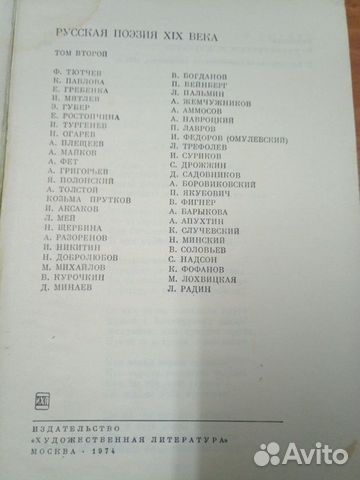 РУССКАЯ ПОЭЗИЯ XIX ВЕКА
ТОМ ВТОРОЙ
Ф. ТЮТЧЕВ
К. ПАВЛОВА
Е. ГРЕБЕНКА
И. МЯТЛЕВ
Э. ГУБЕР
Е. РОСТОПЧИНА
И. ТУРГЕНЕВ
Н. ОГАРЕВ
А. ПЛЕЩЕЕВ
А. МАЙКОВ
А. ФЕТ
А. ГРИГОРЬЕВ
Я. ПОЛОНСКИЙ
А. ТОЛСТОЙ
КОЗЬМА ПРУТКОВ
И. АКСАКОВ
Л. МЕЙ
Н. ЩЕРБИНА
А. РАЗОРЕНОВ
И. НИКИТИН
Н. ДОБРОЛЮБОВ
М. МИХАЙЛОВ
В. КУРОЧКИН
Д. МИНАЕВ
В. БОГДАНОВ
П. ВЕЙНБЕРГ
Л. ПАЛЬМИН
А. ЖЕМЧУЖНИКОВ
А. АММОСОВ
А. НАВРОЦКИЙ
П. ЛАВРОВ
И. ФЕДОРОВ (ОМУЛЕВСКИЙ)
Л. ТРЕФОЛЕВ
И. СУРИКОВ
С. ДРОЖЖИН
Д. САДОВНИКОВ
А. БОРОВИКОВСКИЙ
П. ЯКУБОВИЧ
В. ФИГНЕР
А. БАРЫКОВА
А. АПУХТИН
К. СЛУЧЕВСКИЙ
Н. МИНСКИЙ
В. СОЛОВЬЕВ
С. НАДСОН
К. ФОФАНОВ
М. ЛОХВИЦКАЯ
Л. РАДИН
ИЗДАТЕЛЬСТВО
«ХУДОЖЕСТВЕННАЯ ЛИТЕРАТУРА»
МОСКВА · 1974
Avito